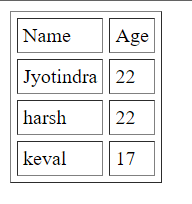 Name Age
Jyotindra 22
harsh 22
keval 17